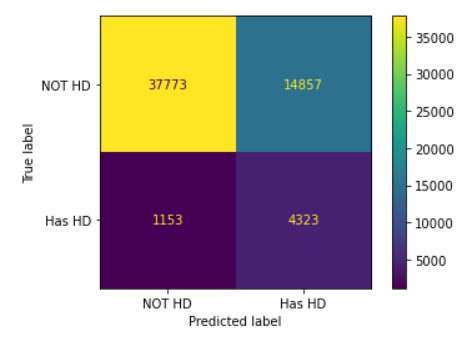 True label
NOT HD
37773
14857
Has HD
1153
4323
NOT HD
Has HD
Predicted label
35000
30000
25000
20000
15000
10000
5000